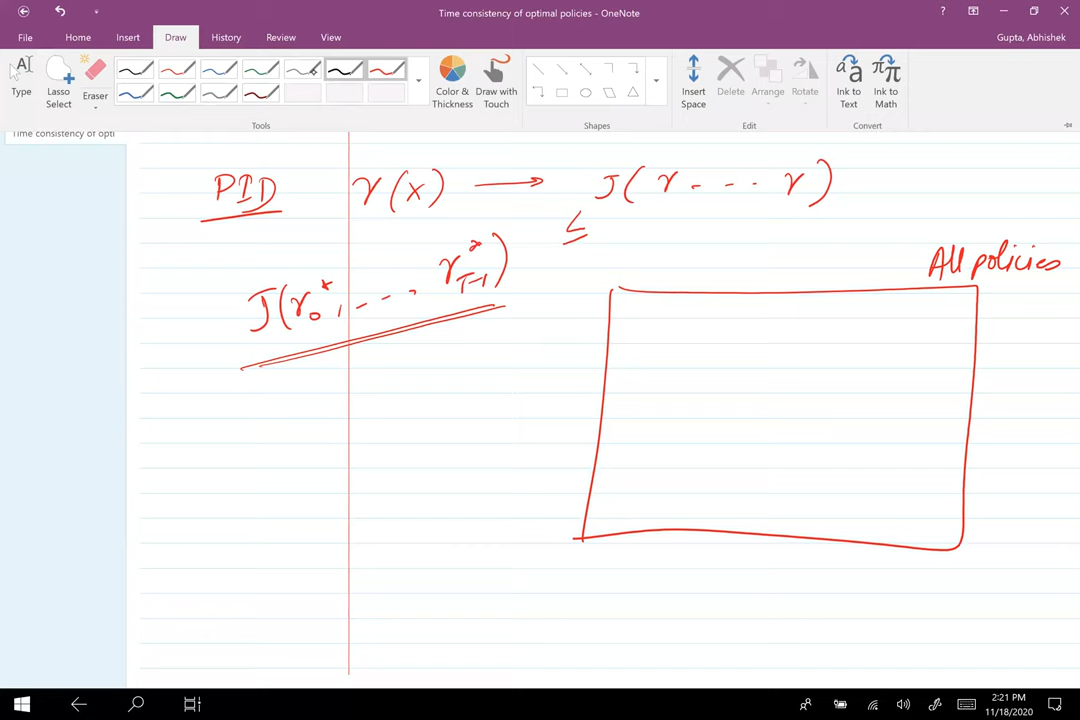 Time consistency of optimal policies - OneNote
Gupta, Abhishek
File Home Insert Draw History Review View
Type
Lasso Select
Eraser
Color & Thickness
Draw with Touch
Insert Space
Delete
Arrange
Rotate
Ink to Text
Ink to Math
Tools
Shapes
Edit
Convert
Time consistency of opti
PID γ(x) → J(γ - - - γ)
≤
J(γ₀*, - - - , γ*_{T-1})
All policies
2:21 PM
11/18/2020